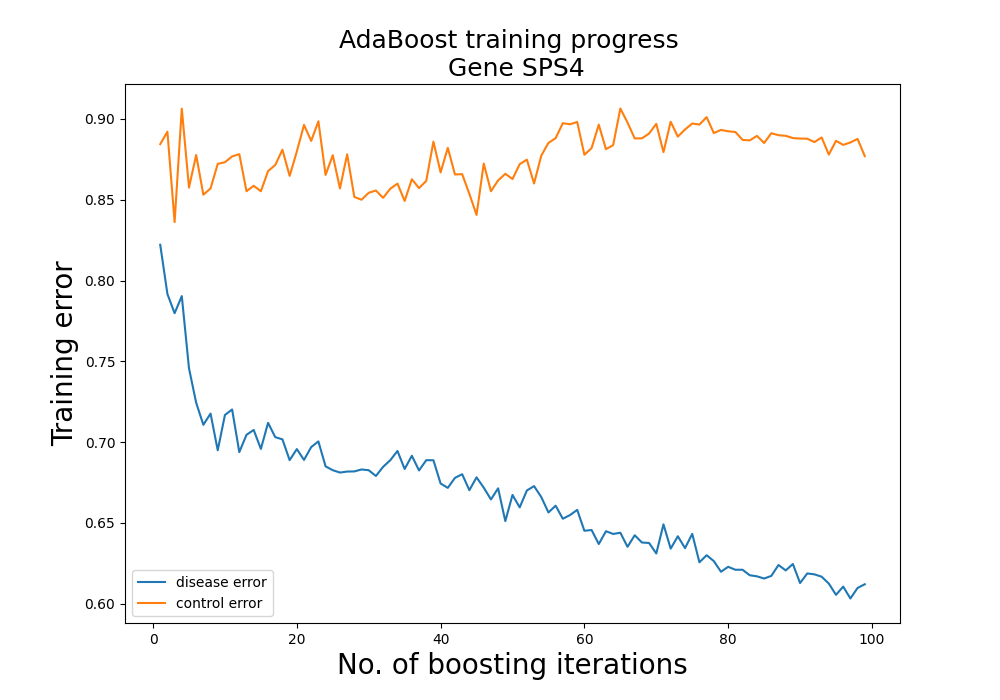 AdaBoost training progress
Gene SPS4
Training error
0.90
0.85
0.80
0.75
0.70
0.65
0.60
disease error
control error
0
20
40
60
80
100
No. of boosting iterations